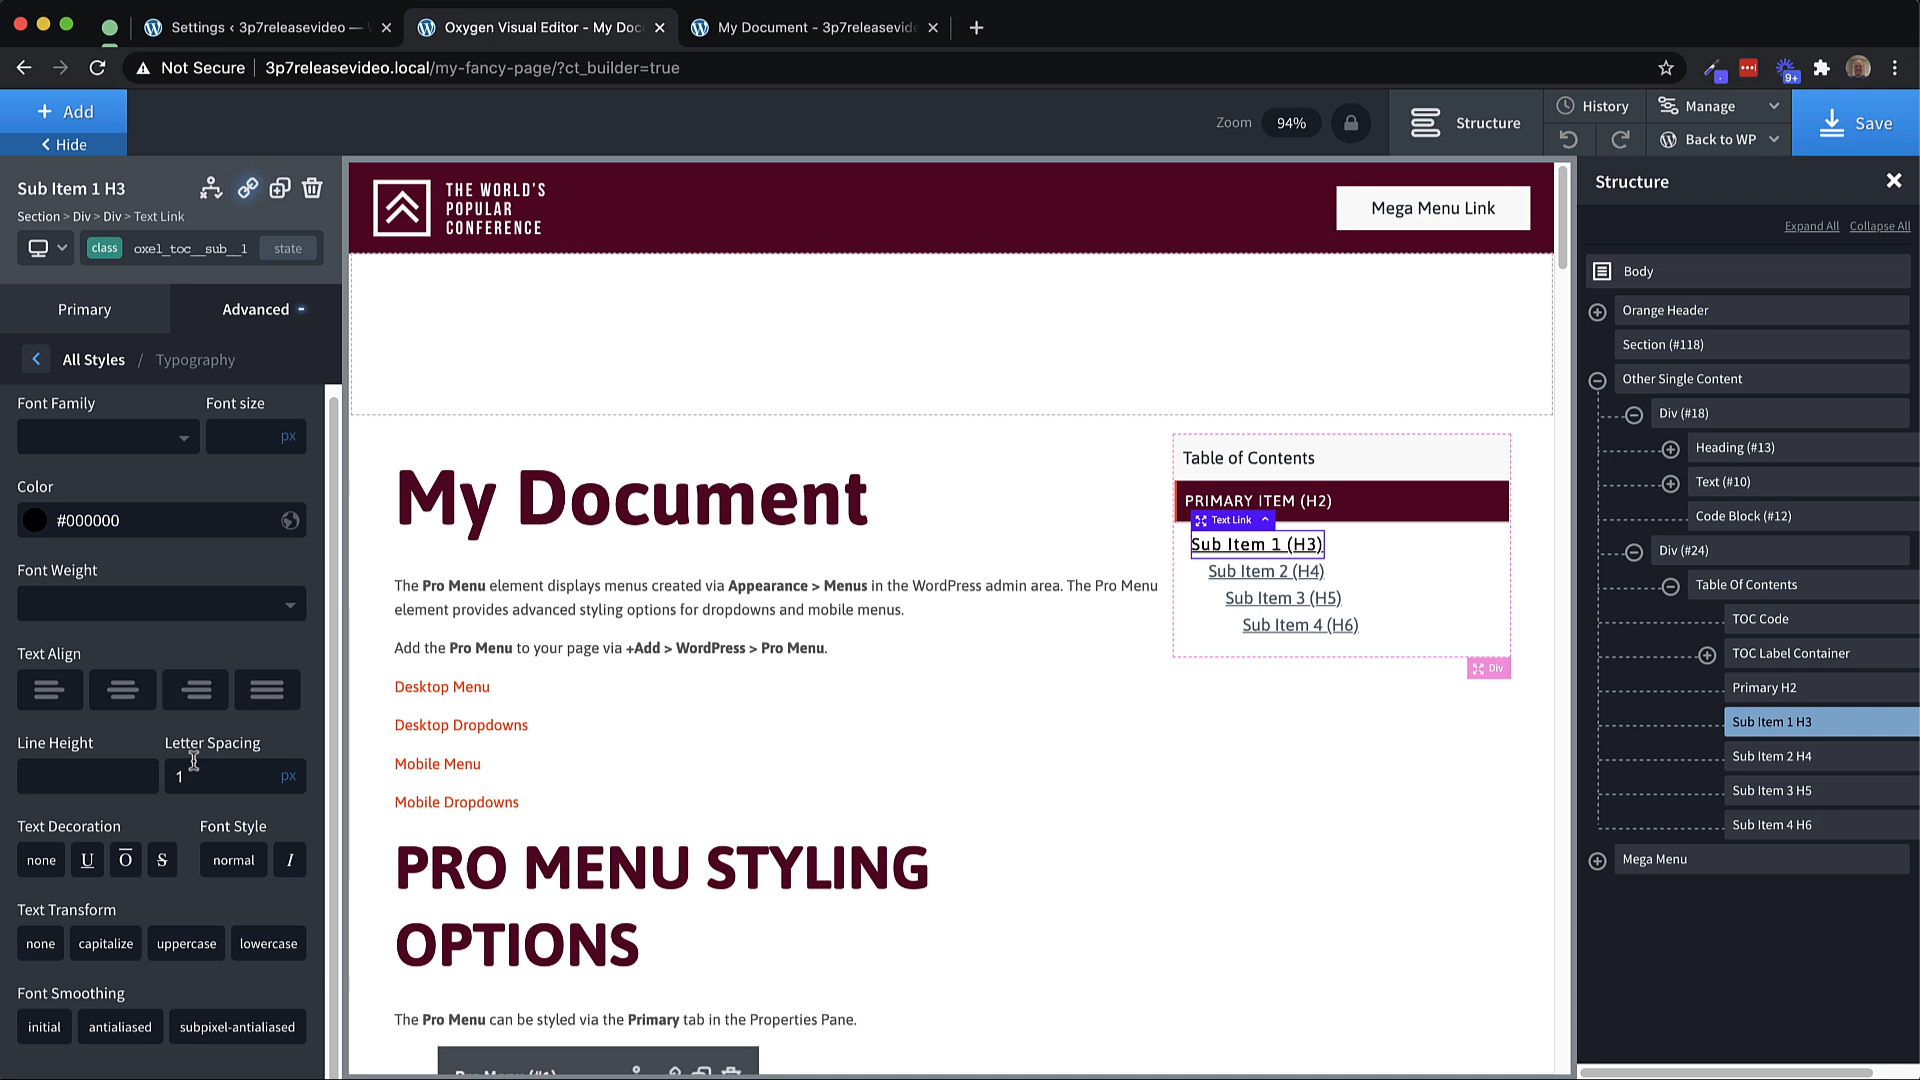 Settings ‹ 3p7releasevideo —
Oxygen Visual Editor - My Doc
My Document - 3p7releasevide
Not Secure
3p7releasevideo.local/my-fancy-page/?ct_builder=true
9+
+ Add
Hide
Zoom
94%
Structure
History
Manage
Back to WP
Save
Sub Item 1 H3
Section > Div > Div > Text Link
class
oxel_toc__sub__1
state
Primary
Advanced
All Styles / Typography
Font Family
Font size
px
Color
#000000
Font Weight
Text Align
Line Height
Letter Spacing
1
px
Text Decoration
Font Style
none
U
O
S
normal
I
Text Transform
none
capitalize
uppercase
lowercase
Font Smoothing
initial
antialiased
subpixel-antialiased
THE WORLD'S
POPULAR
CONFERENCE
Mega Menu Link
Table of Contents
PRIMARY ITEM (H2)
Text Link
Sub Item 1 (H3)
Sub Item 2 (H4)
Sub Item 3 (H5)
Sub Item 4 (H6)
Div
My Document
The Pro Menu element displays menus created via Appearance > Menus in the WordPress admin area. The Pro Menu
element provides advanced styling options for dropdowns and mobile menus.
Add the Pro Menu to your page via +Add > WordPress > Pro Menu.
Desktop Menu
Desktop Dropdowns
Mobile Menu
Mobile Dropdowns
PRO MENU STYLING
OPTIONS
The Pro Menu can be styled via the Primary tab in the Properties Pane.
Structure
Expand All
Collapse All
Body
Orange Header
Section (#118)
Other Single Content
Div (#18)
Heading (#13)
Text (#10)
Code Block (#12)
Div (#24)
Table Of Contents
TOC Code
TOC Label Container
Primary H2
Sub Item 1 H3
Sub Item 2 H4
Sub Item 3 H5
Sub Item 4 H6
Mega Menu